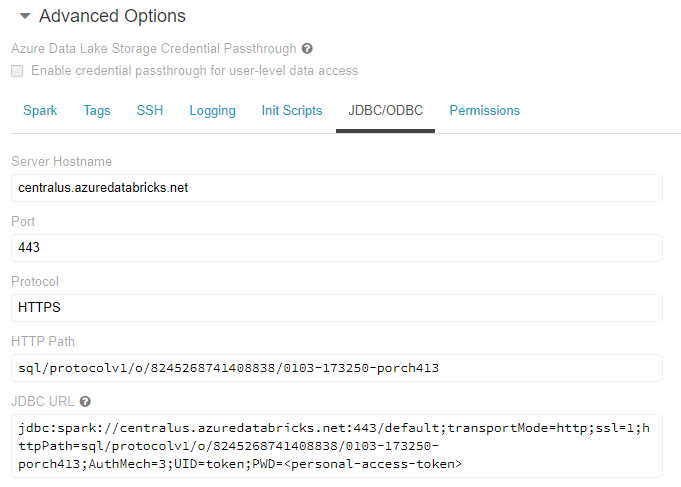 Advanced Options
Azure Data Lake Storage Credential Passthrough
Enable credential passthrough for user-level data access
Spark Tags SSH Logging Init Scripts JDBC/ODBC Permissions
Server Hostname
centralus.azuredatabricks.net
Port
443
Protocol
HTTPS
HTTP Path
sql/protocolv1/o/8245268741408838/0103-173250-porch413
JDBC URL
jdbc:spark://centralus.azuredatabricks.net:443/default;transportMode=http;ssl=1;h
ttpPath=sql/protocolv1/o/8245268741408838/0103-173250-
porch413;AuthMech=3;UID=token;PWD=<personal-access-token>